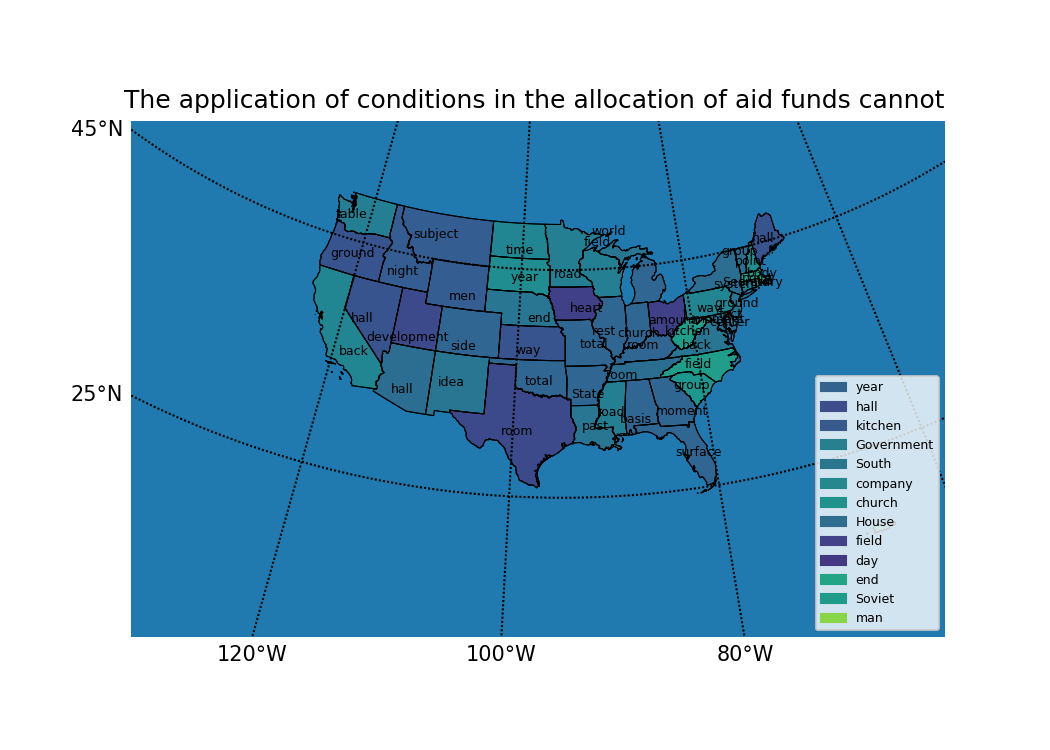 The application of conditions in the allocation of aid funds cannot
45°N
25°N
120°W
100°W
80°W
table
subject
world
field
hall
ground
time
group
point
night
year
road
body
Secretary
system
men
heart
way
ground
hall
end
amount
development
side
way
rest
total
church
room
kitchen
back
back
field
hall
idea
total
room
group
State
road
basis
moment
past
room
surface
year
hall
kitchen
Government
South
company
church
House
field
day
end
Soviet
man